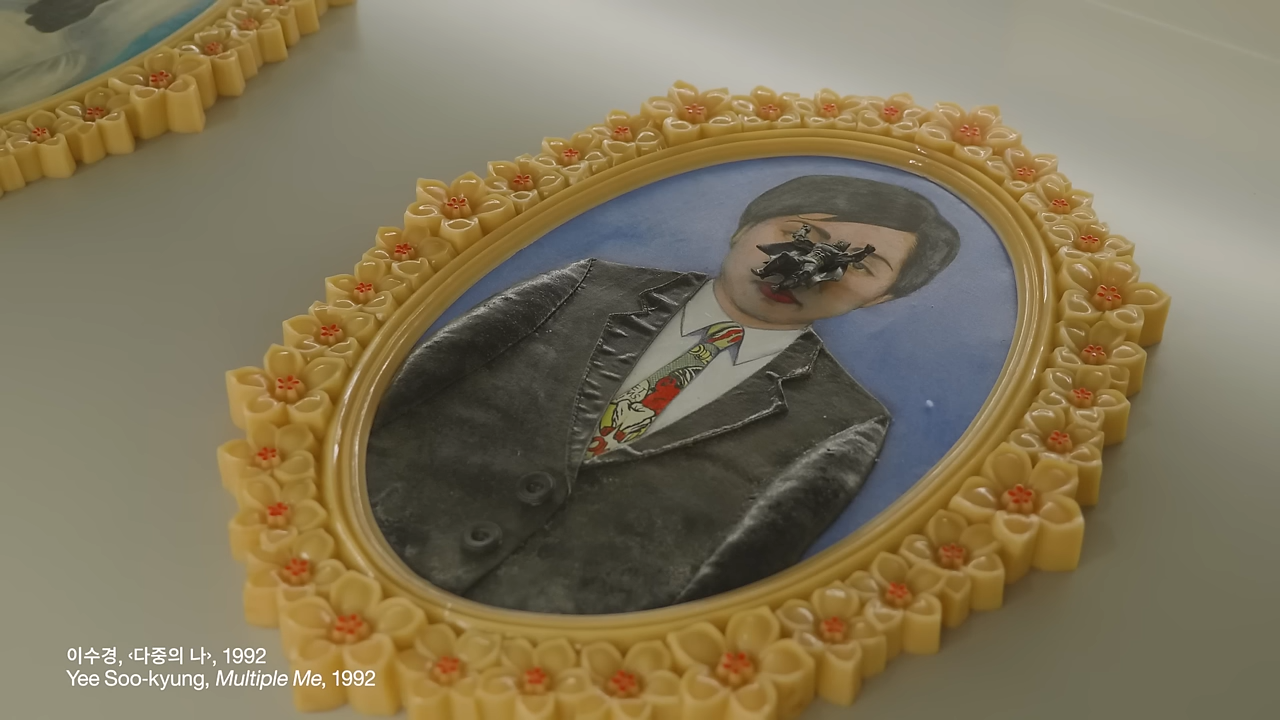 이수경, ‹다중의 나›, 1992
Yee Soo-kyung, Multiple Me, 1992